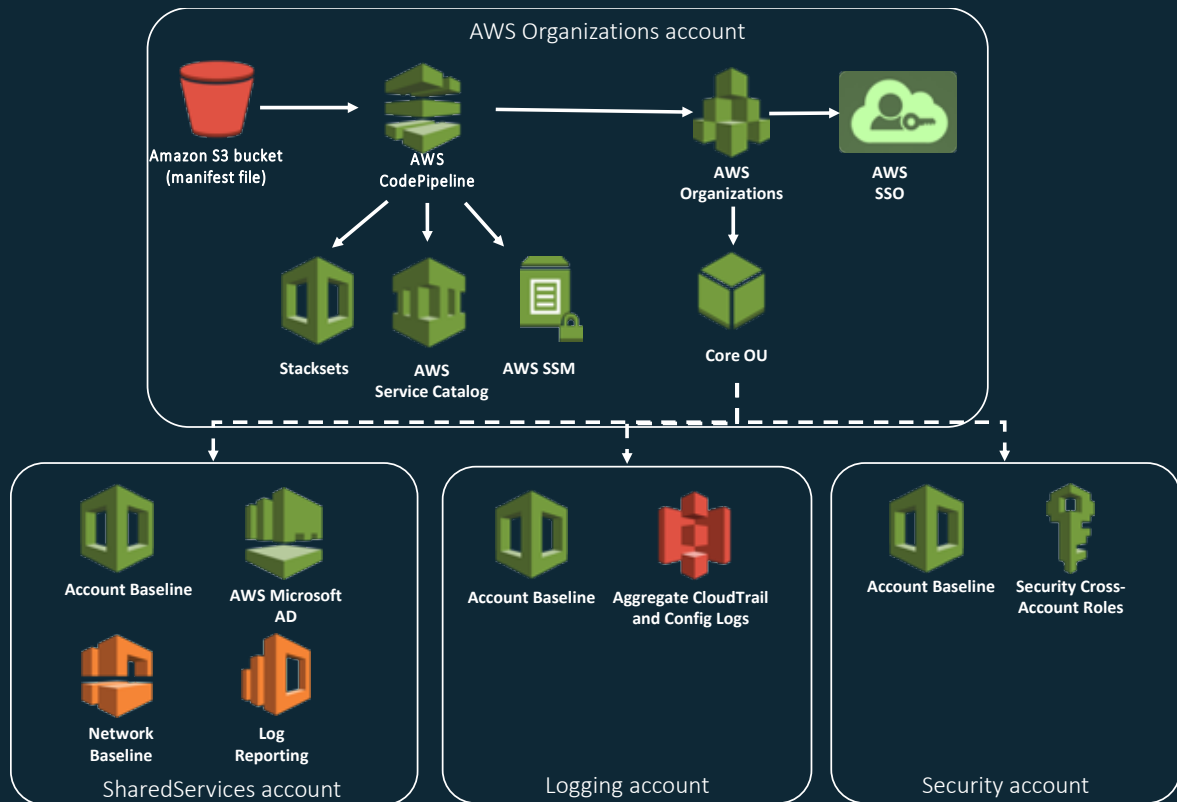 AWS Organizations account
Amazon S3 bucket
(manifest file)
AWS
CodePipeline
AWS
Organizations
AWS
SSO
Stacksets
AWS
Service Catalog
AWS SSM
Core OU
Account Baseline
AWS Microsoft
AD
Network
Baseline
Log
Reporting
SharedServices account
Account Baseline
Aggregate CloudTrail
and Config Logs
Logging account
Account Baseline
Security Cross-
Account Roles
Security account